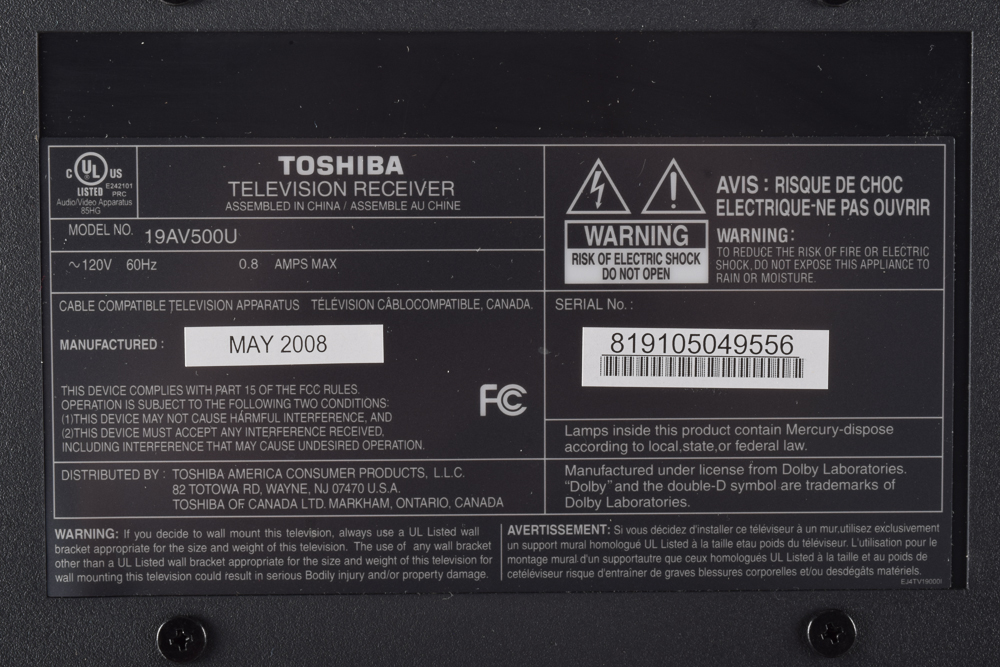 C UL US
LISTED E242101
PRC
Audio/Video Apparatus
85HG
TOSHIBA
TELEVISION RECEIVER
ASSEMBLED IN CHINA / ASSEMBLE AU CHINE
MODEL NO. 19AV500U
~120V 60Hz 0.8 AMPS MAX
AVIS : RISQUE DE CHOC
ELECTRIQUE-NE PAS OUVRIR
WARNING
RISK OF ELECTRIC SHOCK
DO NOT OPEN
WARNING:
TO REDUCE THE RISK OF FIRE OR ELECTRIC
SHOCK, DO NOT EXPOSE THIS APPLIANCE TO
RAIN OR MOISTURE.
CABLE COMPATIBLE TELEVISION APPARATUS TÉLÉVISION CÂBLOCOMPATIBLE, CANADA.
MANUFACTURED : MAY 2008
SERIAL No. :
819105049556
THIS DEVICE COMPLIES WITH PART 15 OF THE FCC RULES.
OPERATION IS SUBJECT TO THE FOLLOWING TWO CONDITIONS:
(1)THIS DEVICE MAY NOT CAUSE HARMFUL INTERFERENCE, AND
(2)THIS DEVICE MUST ACCEPT ANY INTERFERENCE RECEIVED,
INCLUDING INTERFERENCE THAT MAY CAUSE UNDESIRED OPERATION.
FC
Lamps inside this product contain Mercury-dispose
according to local,state,or federal law.
DISTRIBUTED BY : TOSHIBA AMERICA CONSUMER PRODUCTS, L.L.C.
82 TOTOWA RD, WAYNE, NJ 07470 U.S.A.
TOSHIBA OF CANADA LTD. MARKHAM, ONTARIO, CANADA
Manufactured under license from Dolby Laboratories.
“Dolby” and the double-D symbol are trademarks of
Dolby Laboratories.
WARNING: If you decide to wall mount this television, always use a UL Listed wall
bracket appropriate for the size and weight of this television. The use of any wall bracket
other than a UL Listed wall bracket appropriate for the size and weight of this television for
wall mounting this television could result in serious Bodily injury and/or property damage.
AVERTISSEMENT: Si vous décidez d'installer ce téléviseur à un mur,utilisez exclusivement
un support mural homologué UL Listed à la taille etau poids du téléviseur. L'utilisation pour le
montage mural d'un supportautre que ceux homologués UL Listed à la taille et au poids de
cetéléviseur risque d'entraîner de graves blessures corporelles et/ou desdégâts matériels.
EJ4TV19000I